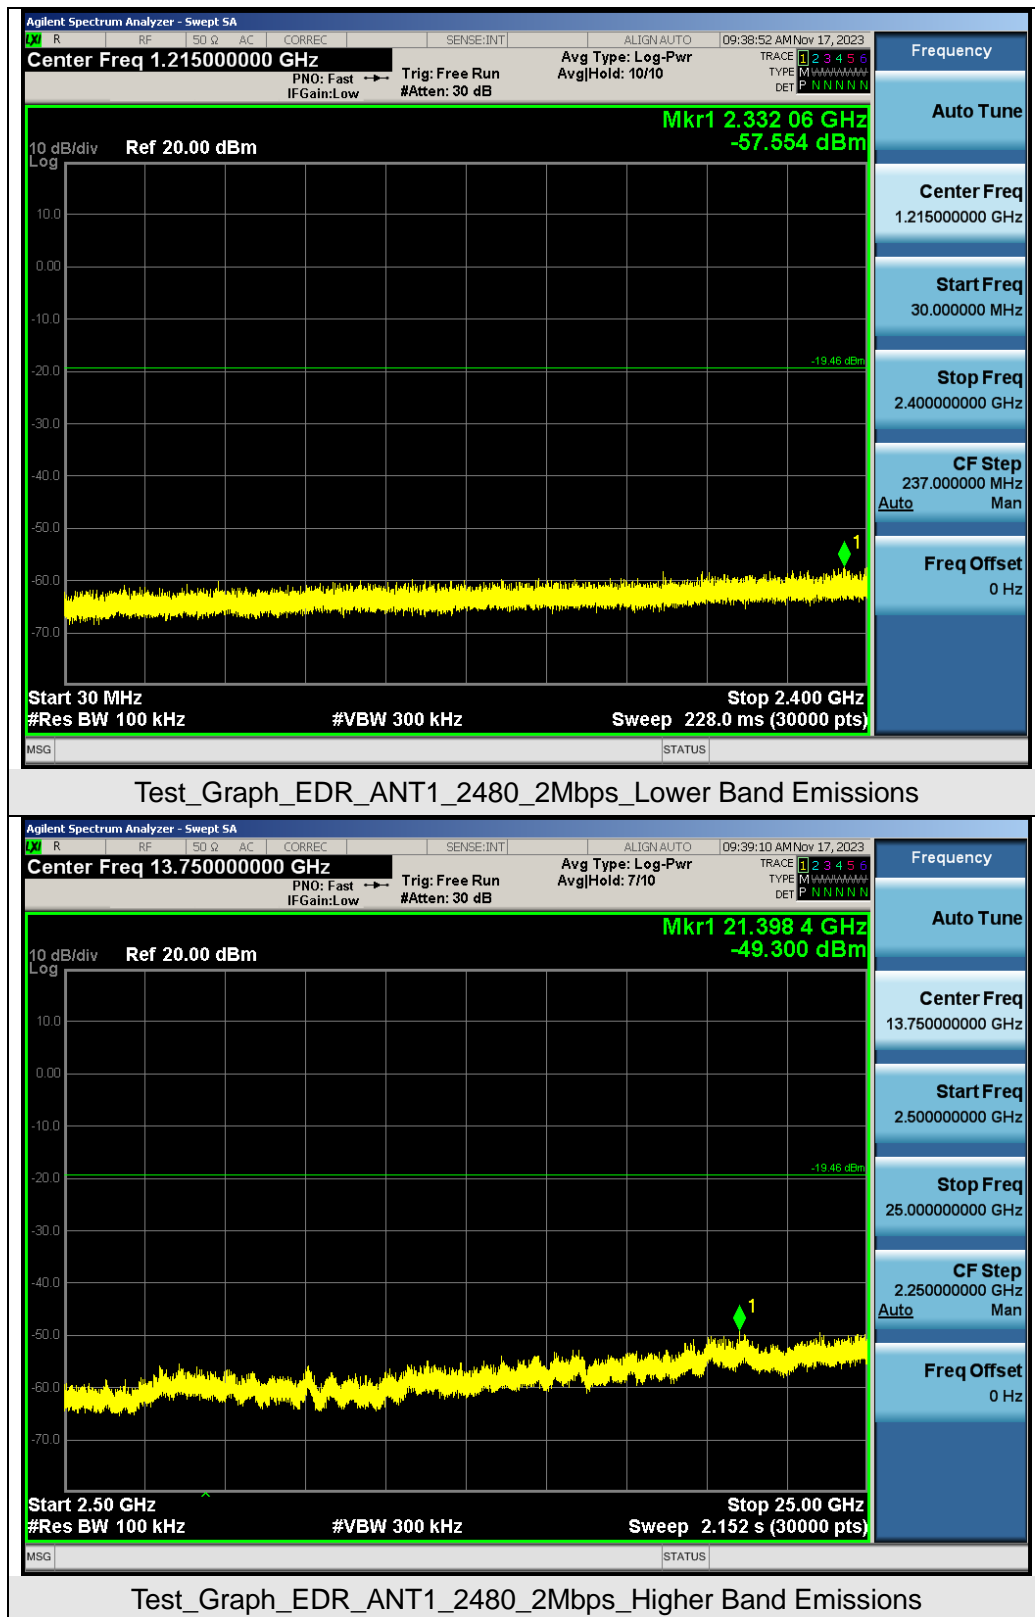 Agilent Spectrum Analyzer - Swept SA
LXI R RF 50 Ω AC CORREC SENSE:INT ALIGN AUTO 09:38:52 AM Nov 17, 2023
Center Freq 1.215000000 GHz
PNO: Fast
IFGain:Low
Trig: Free Run
#Atten: 30 dB
Avg Type: Log-Pwr
Avg|Hold: 10/10
TRACE 1 2 3 4 5 6
TYPE M WWWWW
DET P N N N N N
Mkr1 2.332 06 GHz
-57.554 dBm
10 dB/div Ref 20.00 dBm
Log
10.0
0.00
-10.0
-19.46 dBm
-20.0
-30.0
-40.0
-50.0
1
-60.0
-70.0
Start 30 MHz Stop 2.400 GHz
#Res BW 100 kHz #VBW 300 kHz Sweep 228.0 ms (30000 pts)
MSG STATUS
Frequency
Auto Tune
Center Freq
1.215000000 GHz
Start Freq
30.000000 MHz
Stop Freq
2.400000000 GHz
CF Step
237.000000 MHz
Auto Man
Freq Offset
0 Hz
Test_Graph_EDR_ANT1_2480_2Mbps_Lower Band Emissions
Agilent Spectrum Analyzer - Swept SA
LXI R RF 50 Ω AC CORREC SENSE:INT ALIGN AUTO 09:39:10 AM Nov 17, 2023
Center Freq 13.750000000 GHz
PNO: Fast
IFGain:Low
Trig: Free Run
#Atten: 30 dB
Avg Type: Log-Pwr
Avg|Hold: 7/10
TRACE 1 2 3 4 5 6
TYPE M WWWWW
DET P N N N N N
Mkr1 21.398 4 GHz
-49.300 dBm
10 dB/div Ref 20.00 dBm
Log
10.0
0.00
-10.0
-19.46 dBm
-20.0
-30.0
-40.0
1
-50.0
-60.0
-70.0
Start 2.50 GHz Stop 25.00 GHz
#Res BW 100 kHz #VBW 300 kHz Sweep 2.152 s (30000 pts)
MSG STATUS
Frequency
Auto Tune
Center Freq
13.750000000 GHz
Start Freq
2.500000000 GHz
Stop Freq
25.000000000 GHz
CF Step
2.250000000 GHz
Auto Man
Freq Offset
0 Hz
Test_Graph_EDR_ANT1_2480_2Mbps_Higher Band Emissions